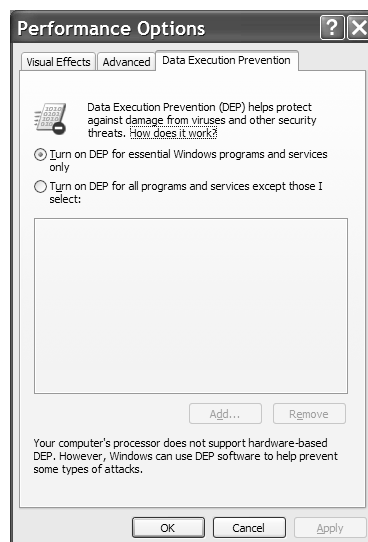 Performance Options
Visual Effects
Advanced
Data Execution Prevention
Data Execution Prevention (DEP) helps protect
against damage from viruses and other security
threats. How does it work?
Turn on DEP for essential Windows programs and services
only
Turn on DEP for all programs and services except those I
select:
Add...
Remove
Your computer's processor does not support hardware-based
DEP. However, Windows can use DEP software to help prevent
some types of attacks.
OK
Cancel
Apply